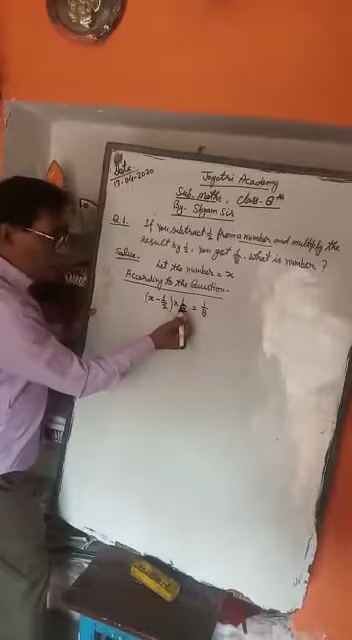 Date:-
17-04-2020
Jayotri Academy
Sub- Maths, Class- 8th
By- Shyam Sir
Q.1. If you subtract 1/2 from a number and multiply the
result by 1/2. You get 1/8. What is number ?
Solve. Let the number = x
According to the Question-
(x - 1/2) × 1/2 = 1/8